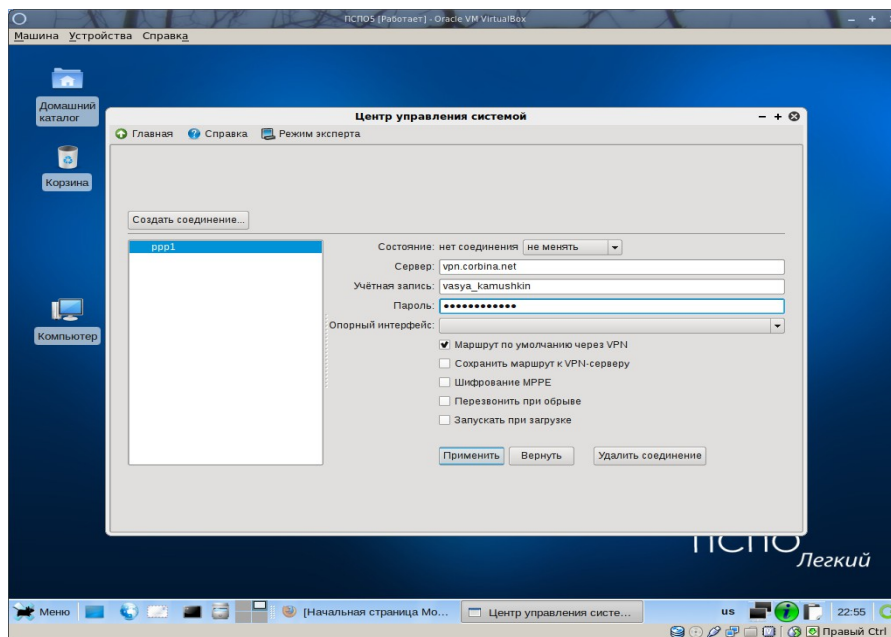 ПСПО5 [Работает] - Oracle VM VirtualBox
Машина Устройства Справка
Домашний каталог
Корзина
Компьютер
Центр управления системой
Главная Справка Режим эксперта
Создать соединение...
ppp1
Состояние: нет соединения не менять
Сервер: vpn.corbina.net
Учётная запись: vasya_kamushkin
Пароль: ●●●●●●●●●●●●
Опорный интерфейс:
Маршрут по умолчанию через VPN
Сохранить маршрут к VPN-серверу
Шифрование MPPE
Перезвонить при обрыве
Запускать при загрузке
Применить Вернуть Удалить соединение
ПСПО
Легкий
Меню [Начальная страница Mo... Центр управления систе... us 22:55
Правый Ctrl